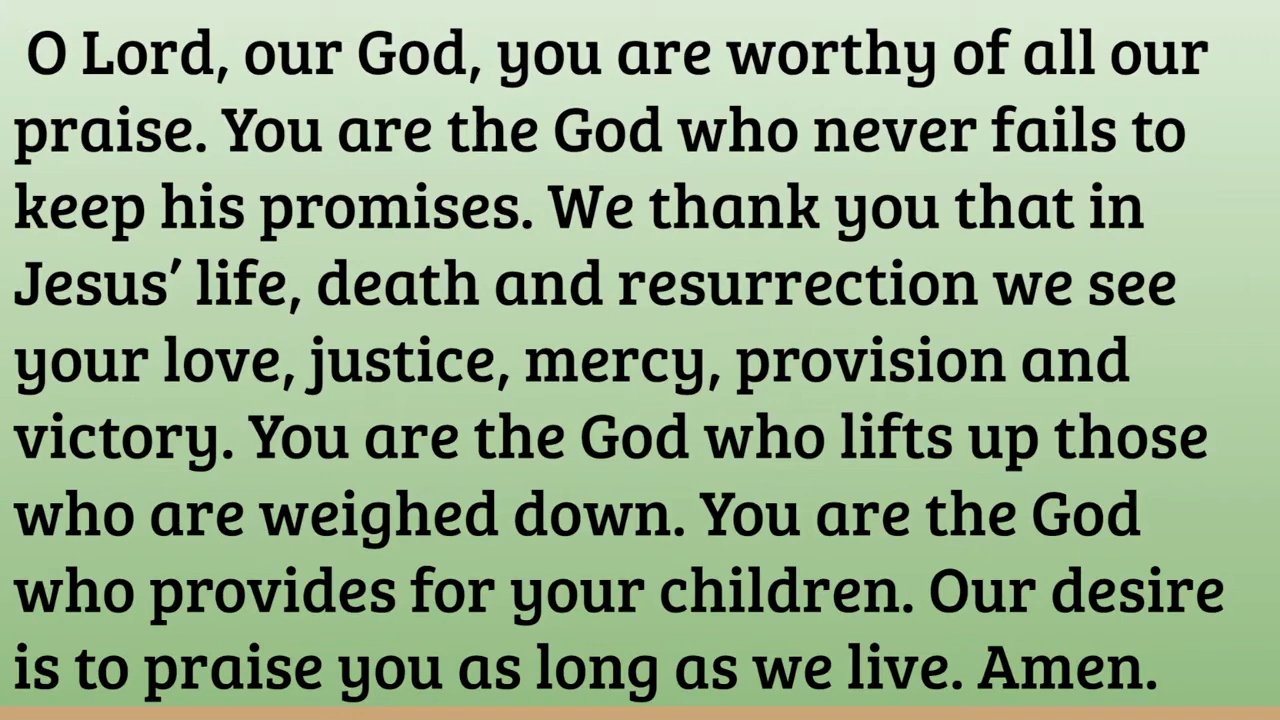 O Lord, our God, you are worthy of all our
praise. You are the God who never fails to
keep his promises. We thank you that in
Jesus’ life, death and resurrection we see
your love, justice, mercy, provision and
victory. You are the God who lifts up those
who are weighed down. You are the God
who provides for your children. Our desire
is to praise you as long as we live. Amen.